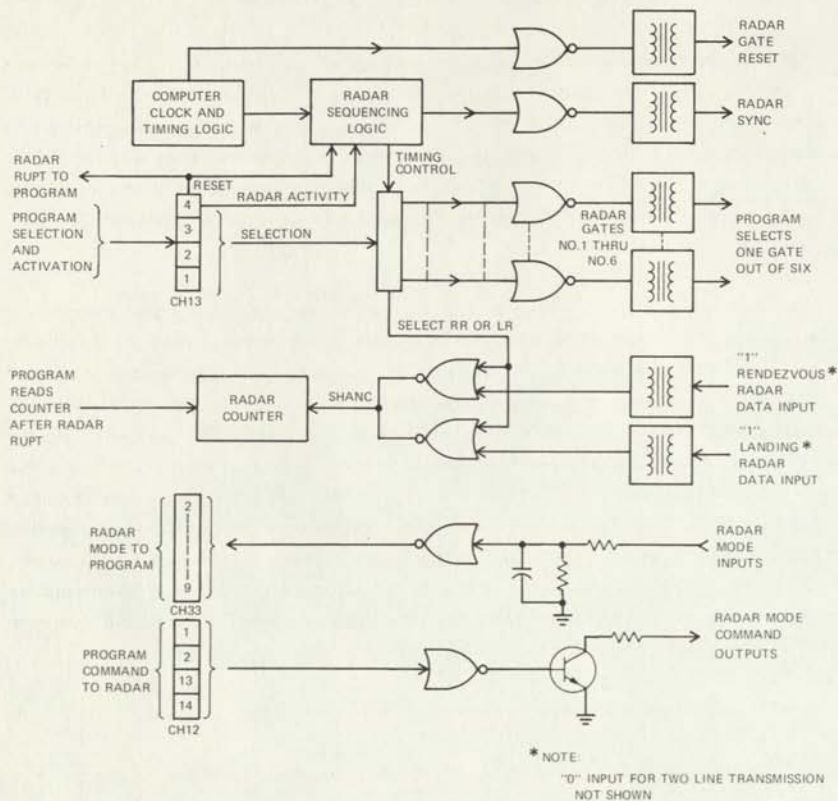 RADAR
GATE
RESET
COMPUTER
CLOCK AND
TIMING LOGIC
RADAR
SEQUENCING
LOGIC
RADAR
SYNC
RADAR
RUPT TO
PROGRAM
RESET
TIMING
CONTROL
RADAR ACTIVITY
PROGRAM
SELECTION
AND
ACTIVATION
4
3
2
1
CH13
SELECTION
RADAR
GATES
NO.1 THRU
NO.6
PROGRAM
SELECTS
ONE GATE
OUT OF SIX
SELECT RR OR LR
PROGRAM
READS
COUNTER
AFTER RADAR
RUPT
RADAR
COUNTER
SHANC
"1"
RENDEZVOUS *
RADAR
DATA INPUT
"1"
LANDING *
RADAR
DATA INPUT
RADAR
MODE TO
PROGRAM
2
9
CH33
RADAR
MODE
INPUTS
PROGRAM
COMMAND
TO RADAR
1
2
13
14
CH12
RADAR MODE
COMMAND
OUTPUTS
* NOTE:
"0" INPUT FOR TWO LINE TRANSMISSION
NOT SHOWN